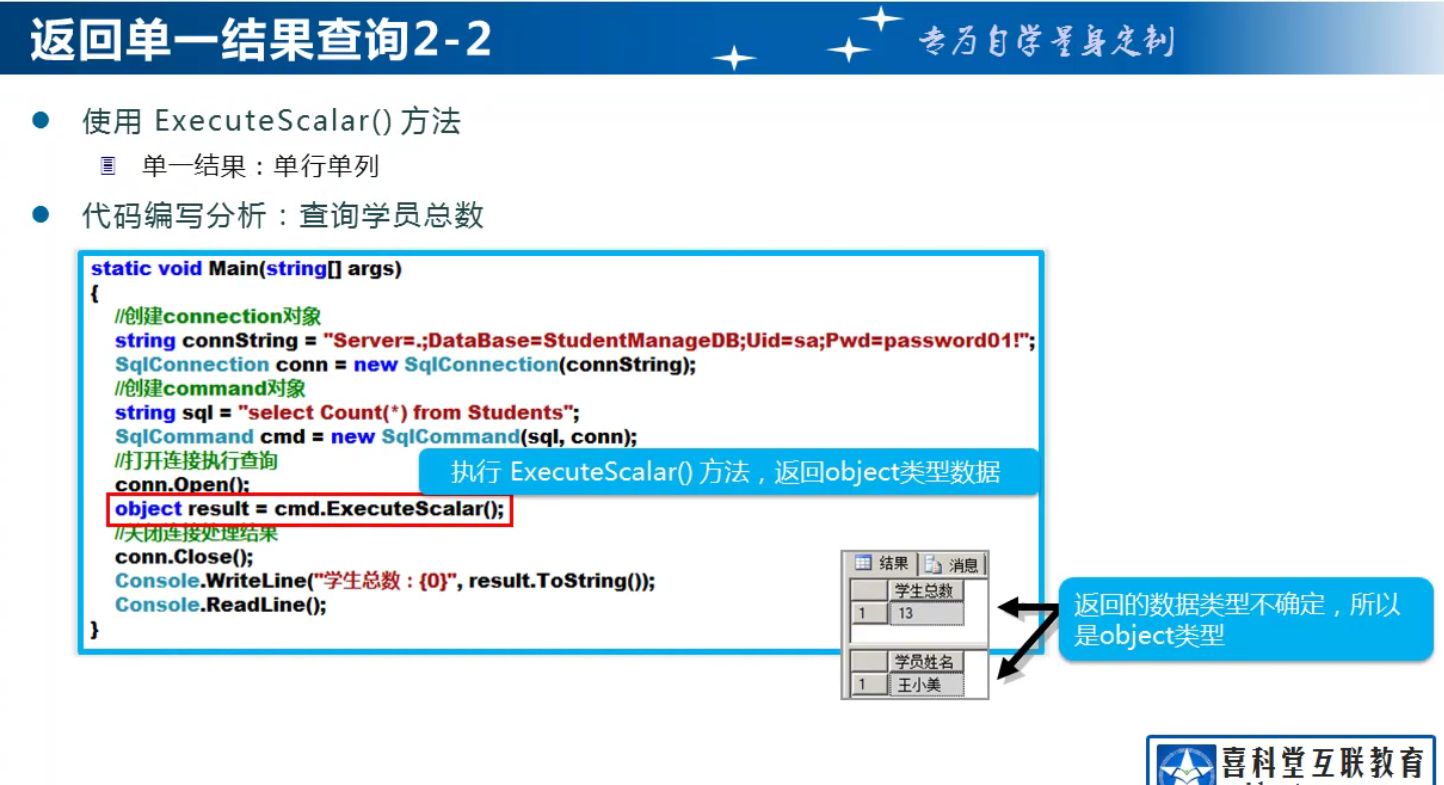 返回单一结果查询2-2
专为自学量身定制
使用 ExecuteScalar() 方法
单一结果：单行单列
代码编写分析：查询学员总数
static void Main(string[] args)
{
//创建connection对象
string connString = "Server=.;DataBase=StudentManageDB;Uid=sa;Pwd=password01!";
SqlConnection conn = new SqlConnection(connString);
//创建command对象
string sql = "select Count(*) from Students";
SqlCommand cmd = new SqlCommand(sql, conn);
//打开连接执行查询
执行 ExecuteScalar() 方法，返回object类型数据
conn.Open();
object result = cmd.ExecuteScalar();
//关闭连接处理结果
conn.Close();
Console.WriteLine("学生总数：{0}", result.ToString());
Console.ReadLine();
}
结果 消息
学生总数
1 13
学员姓名
1 王小美
返回的数据类型不确定，所以
是object类型
喜科堂互联教育